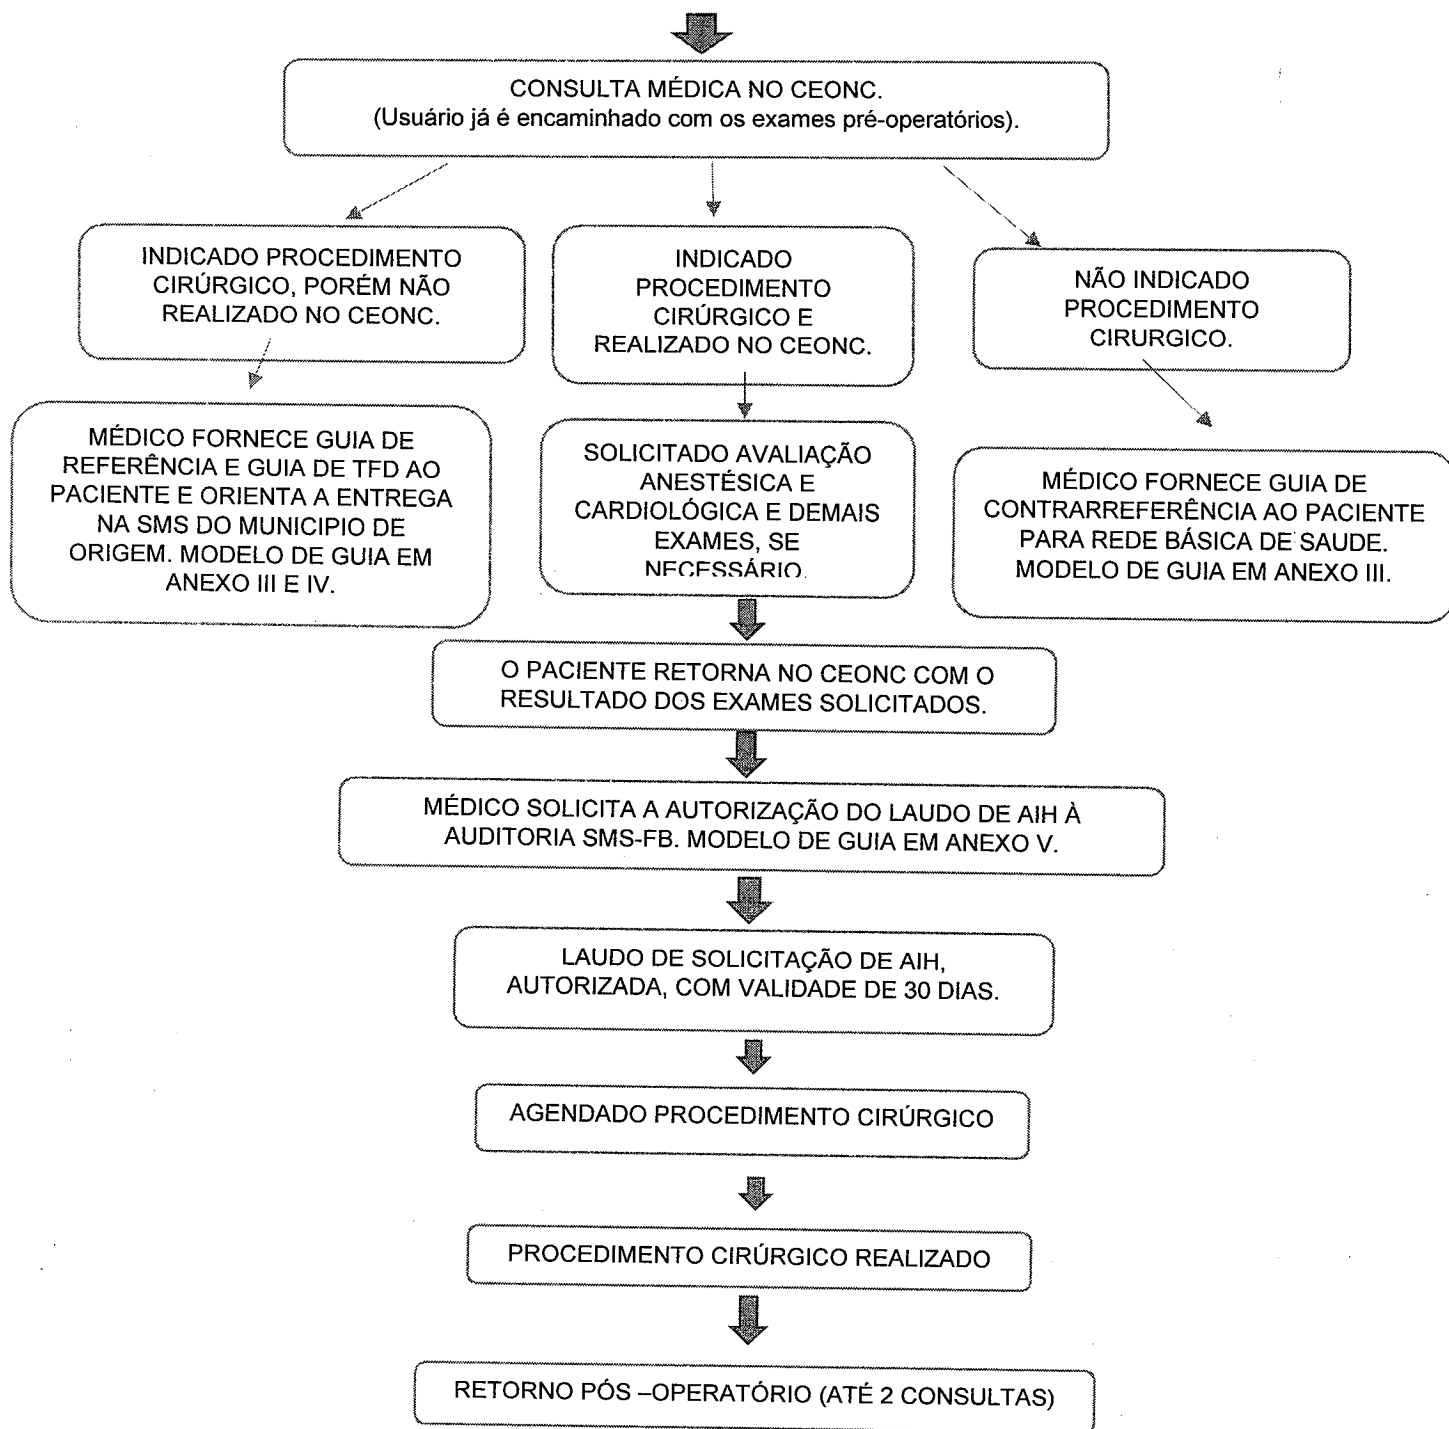 CONSULTA MÉDICA NO CEONC.
(Usuário já é encaminhado com os exames pré-operatórios).
INDICADO PROCEDIMENTO
CIRÚRGICO, PORÉM NÃO
REALIZADO NO CEONC.
INDICADO
PROCEDIMENTO
CIRÚRGICO E
REALIZADO NO CEONC.
NÃO INDICADO
PROCEDIMENTO
CIRURGICO.
MÉDICO FORNECE GUIA DE
REFERÊNCIA E GUIA DE TFD AO
PACIENTE E ORIENTA A ENTREGA
NA SMS DO MUNICIPIO DE
ORIGEM. MODELO DE GUIA EM
ANEXO III E IV.
SOLICITADO AVALIAÇÃO
ANESTÉSICA E
CARDIOLÓGICA E DEMAIS
EXAMES, SE
NECESSÁRIO.
MÉDICO FORNECE GUIA DE
CONTRARREFERÊNCIA AO PACIENTE
PARA REDE BÁSICA DE SAUDE.
MODELO DE GUIA EM ANEXO III.
O PACIENTE RETORNA NO CEONC COM O
RESULTADO DOS EXAMES SOLICITADOS.
MÉDICO SOLICITA A AUTORIZAÇÃO DO LAUDO DE AIH À
AUDITORIA SMS-FB. MODELO DE GUIA EM ANEXO V.
LAUDO DE SOLICITAÇÃO DE AIH,
AUTORIZADA, COM VALIDADE DE 30 DIAS.
AGENDADO PROCEDIMENTO CIRÚRGICO
PROCEDIMENTO CIRÚRGICO REALIZADO
RETORNO PÓS –OPERATÓRIO (ATÉ 2 CONSULTAS)